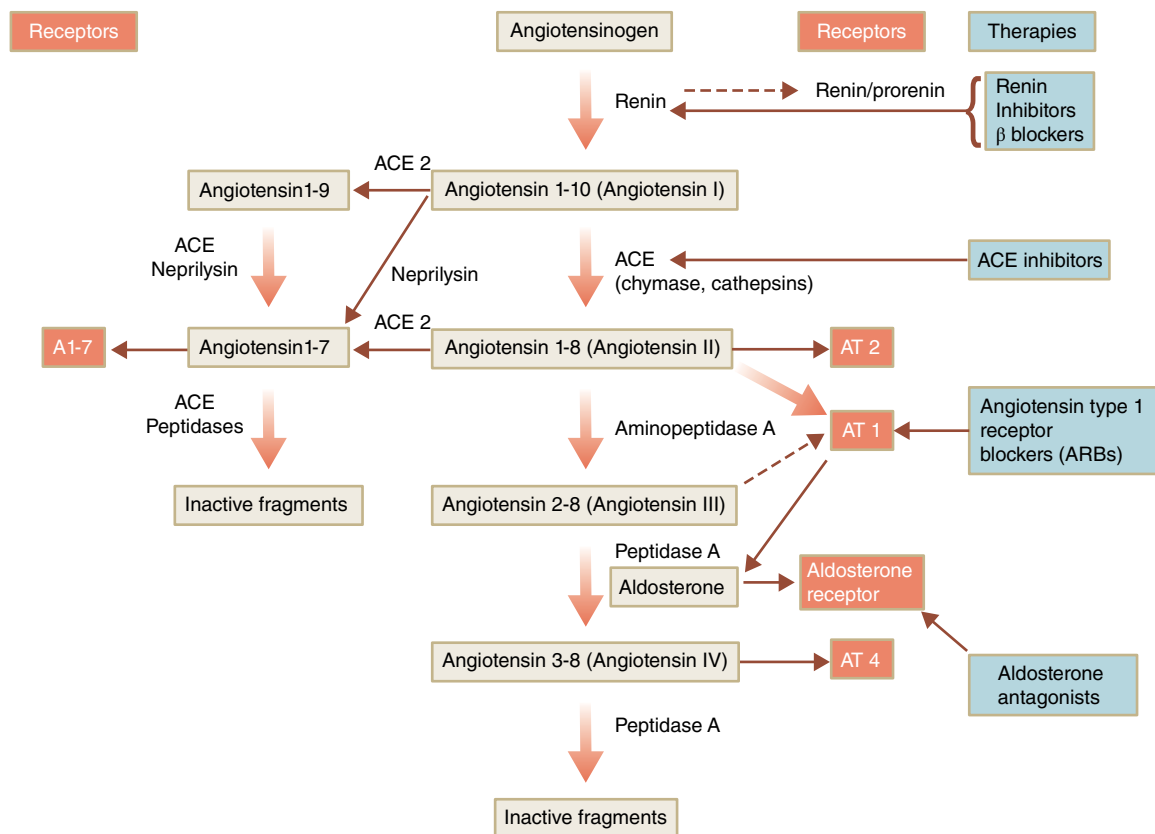 Receptors
Angiotensinogen
Receptors
Therapies
Renin
Renin/prorenin
Renin
Inhibitors
β blockers
ACE 2
Angiotensin1-9
Angiotensin 1-10 (Angiotensin I)
ACE
Neprilysin
Neprilysin
ACE
(chymase, cathepsins)
ACE inhibitors
A1-7
Angiotensin1-7
ACE 2
Angiotensin 1-8 (Angiotensin II)
AT 2
ACE
Peptidases
Aminopeptidase A
AT 1
Angiotensin type 1
receptor
blockers (ARBs)
Inactive fragments
Angiotensin 2-8 (Angiotensin III)
Peptidase A
Aldosterone
Aldosterone
receptor
Angiotensin 3-8 (Angiotensin IV)
AT 4
Aldosterone
antagonists
Peptidase A
Inactive fragments